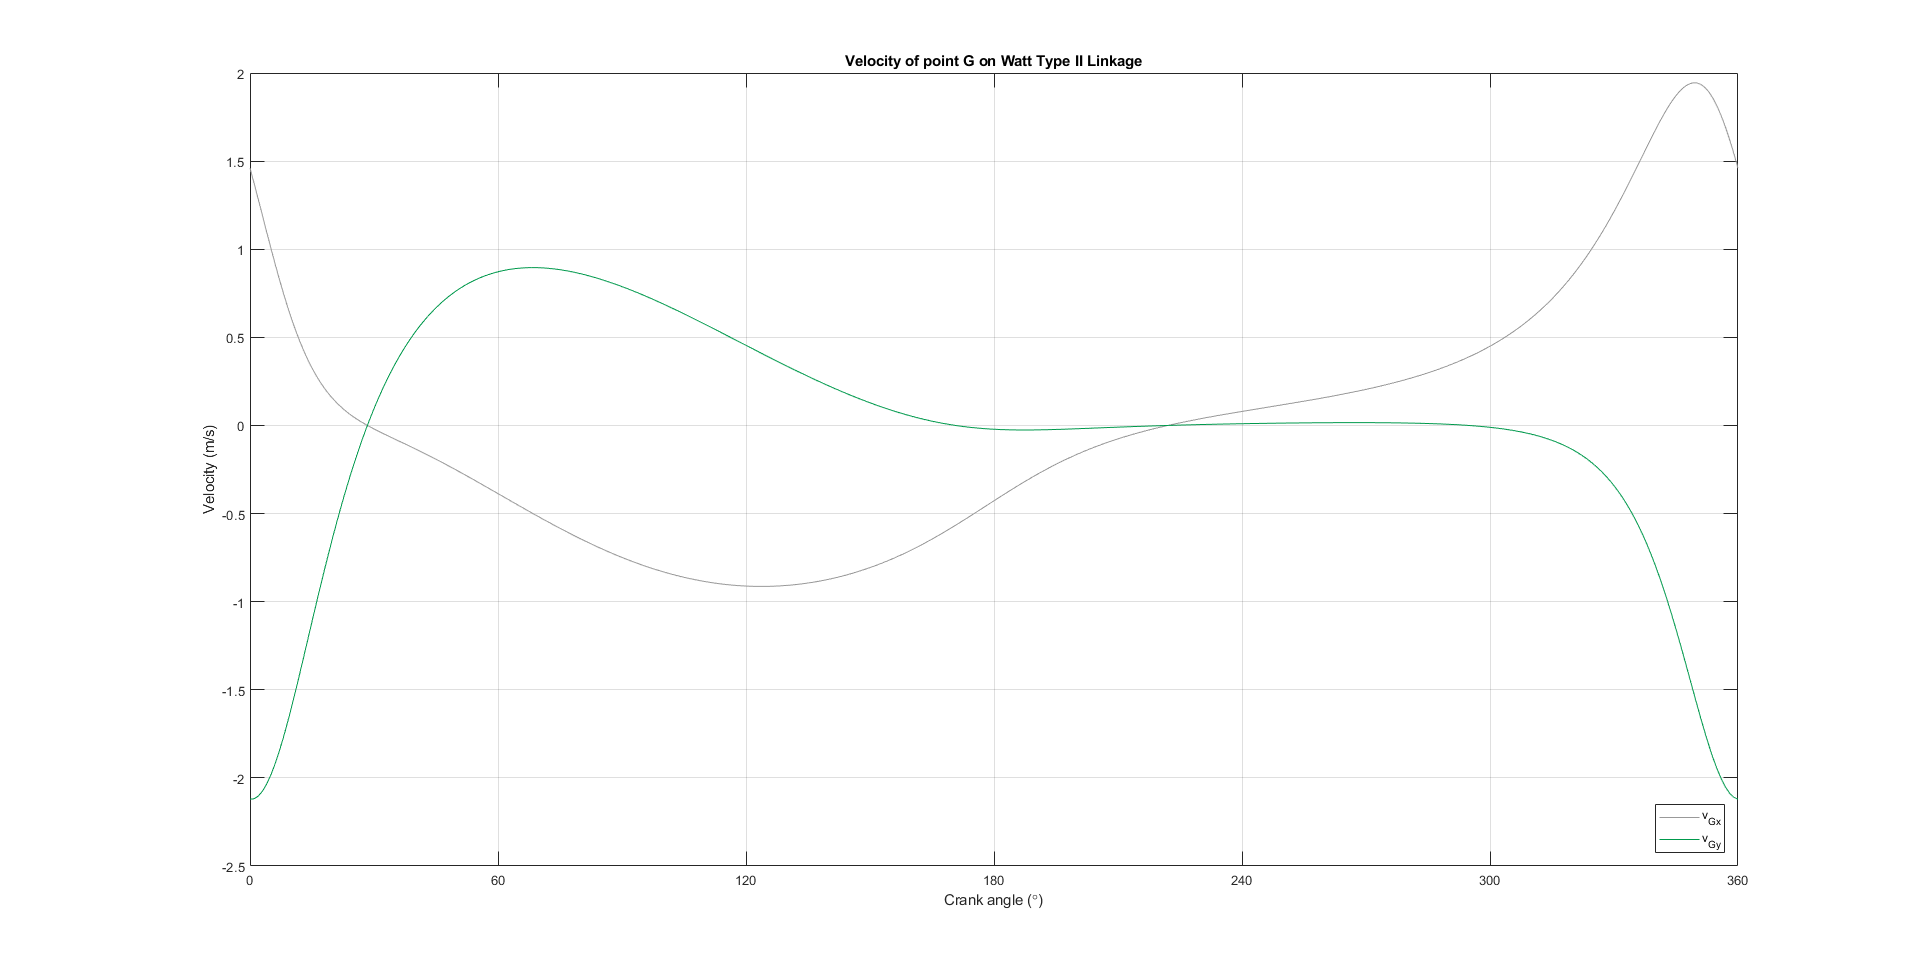 Velocity of point G on Watt Type II Linkage
2
1.5
1
0.5
0
-0.5
-1
-1.5
-2
-2.5
Velocity (m/s)
0 60 120 180 240 300 360
Crank angle (°)
vGx
vGy